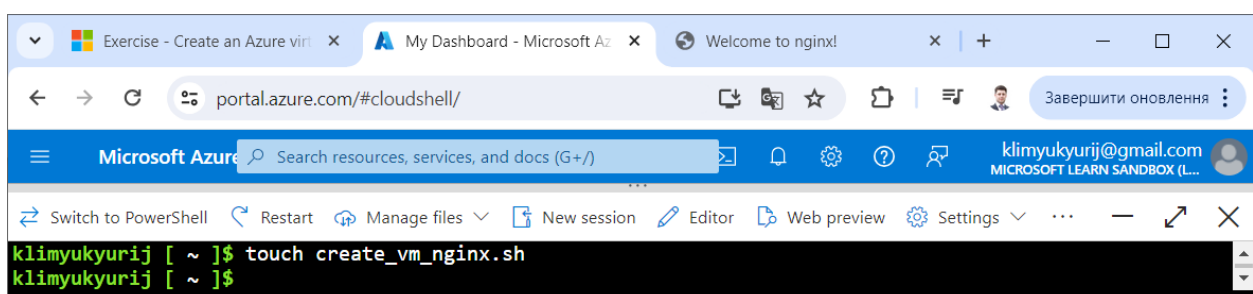 Exercise - Create an Azure virt
My Dashboard - Microsoft Az
Welcome to nginx!
portal.azure.com/#cloudshell/
Завершити оновлення
Microsoft Azure
Search resources, services, and docs (G+/)
klimyukyurij@gmail.com
MICROSOFT LEARN SANDBOX (L...
Switch to PowerShell Restart Manage files New session Editor Web preview Settings ...
klimyukyurij [ ~ ]$ touch create_vm_nginx.sh
klimyukyurij [ ~ ]$